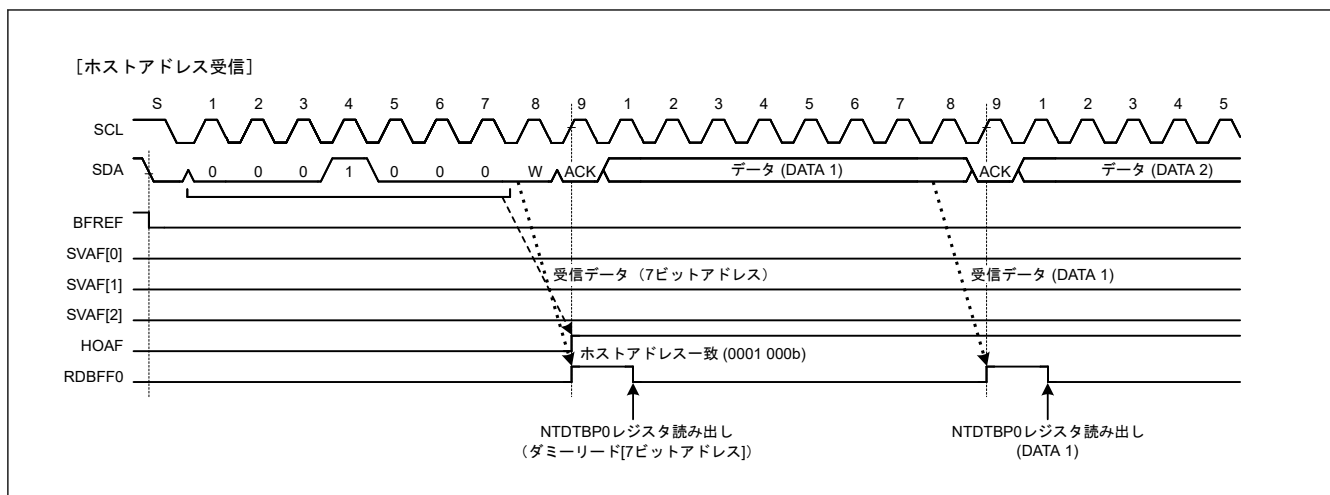 [ホストアドレス受信]
S 1 2 3 4 5 6 7 8 9 1 2 3 4 5 6 7 8 9 1 2 3 4 5
SCL
SDA 0 0 0 1 0 0 0 W ACK データ (DATA 1) ACK データ (DATA 2)
BFREF
SVAF[0]
受信データ（7ビットアドレス） 受信データ (DATA 1)
SVAF[1]
SVAF[2]
HOAF
ホストアドレス一致 (0001 000b)
RDBFF0
NTDTBP0レジスタ読み出し NTDTBP0レジスタ読み出し
（ダミーリード[7ビットアドレス]） (DATA 1)